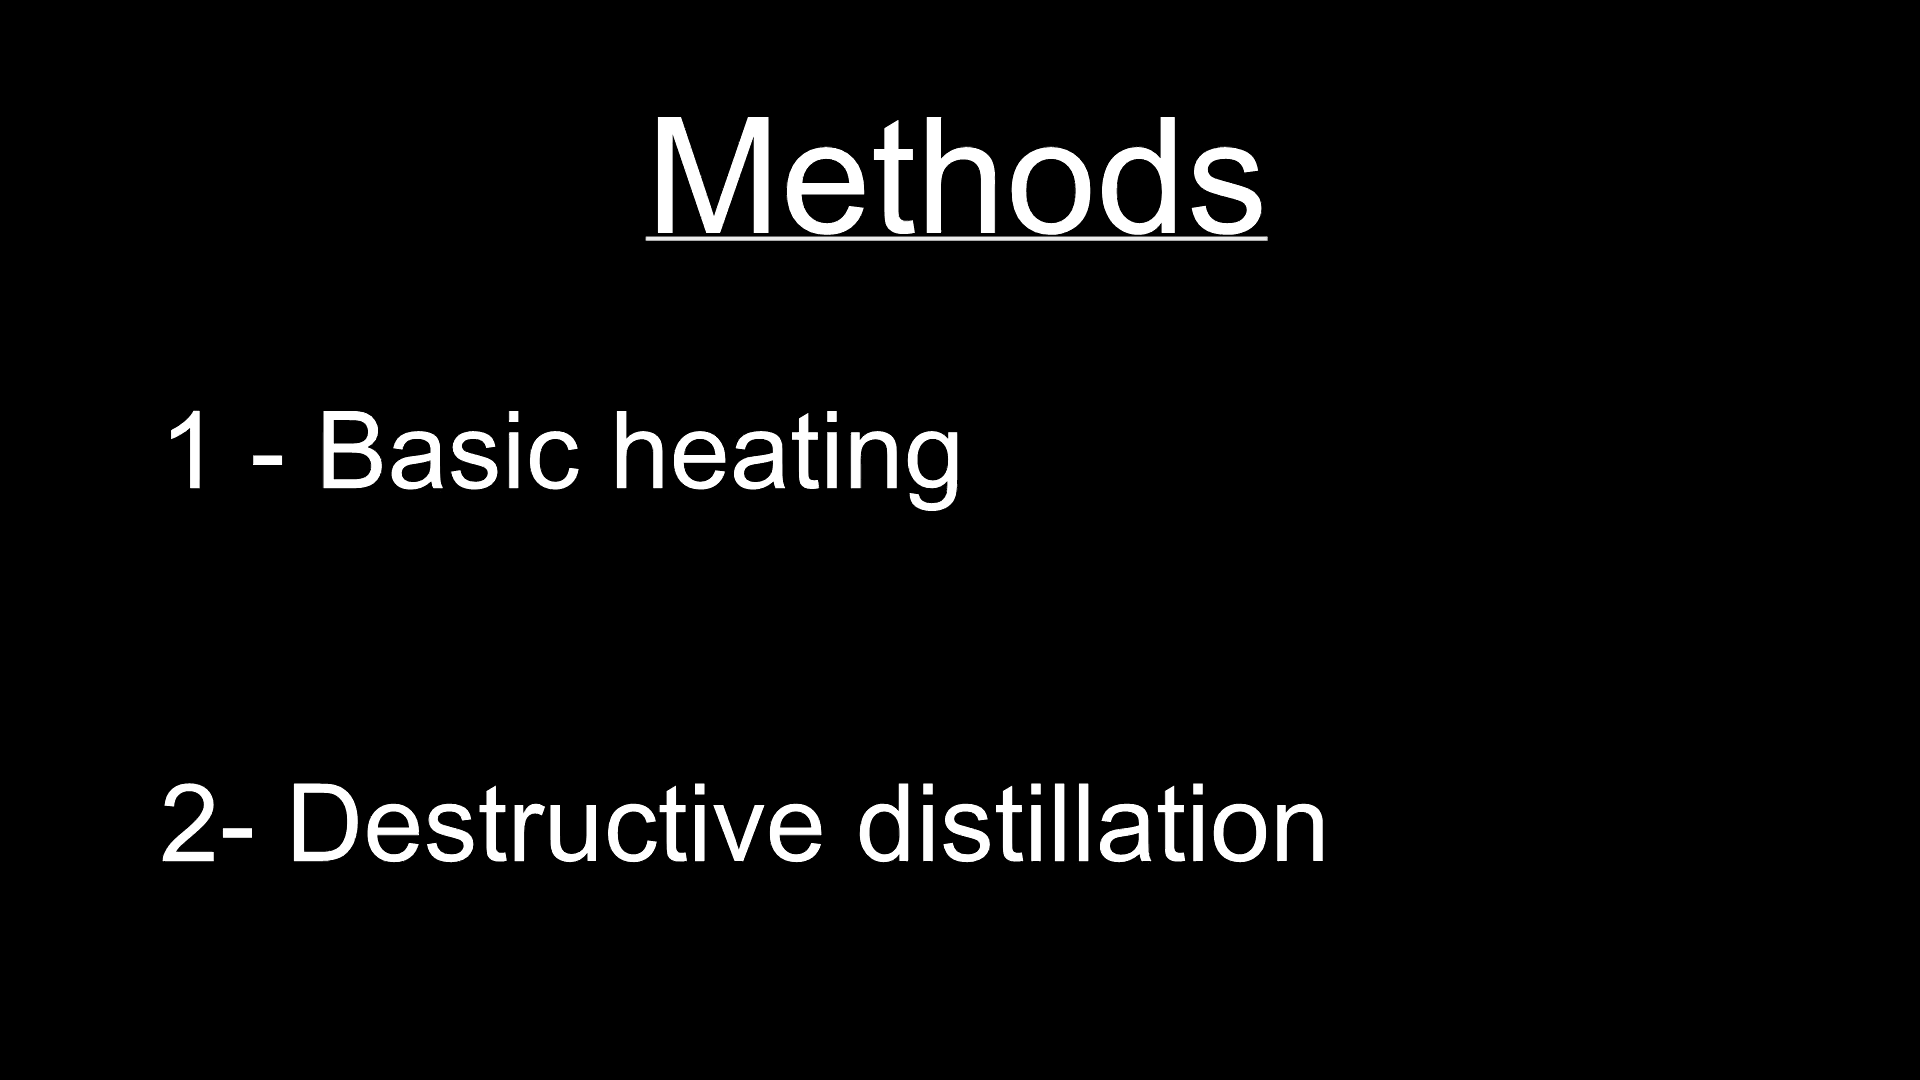 Methods
1 - Basic heating
2- Destructive distillation